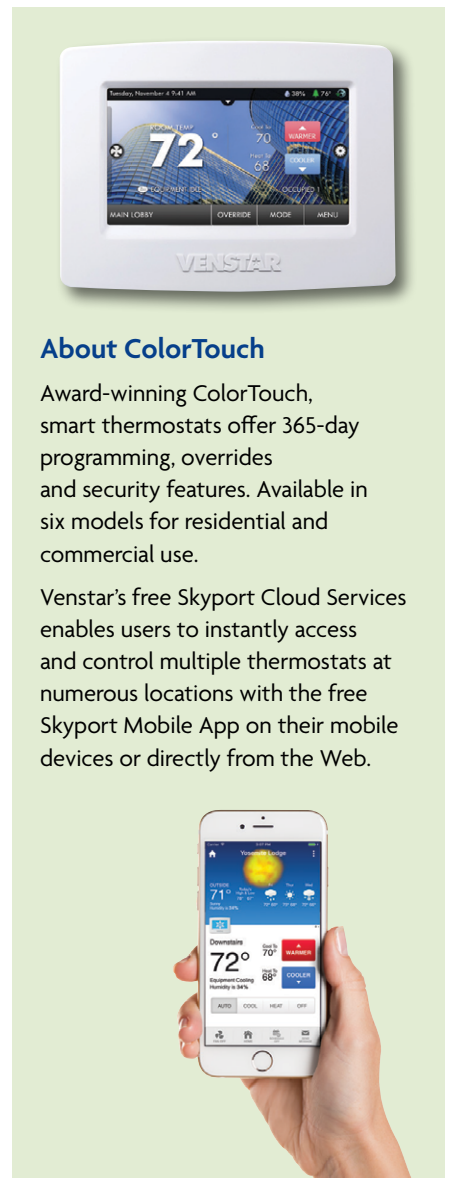 Tuesday, November 4 9:41 AM 38% 76°
ROOM TEMP
72°
Cool To
70
WARMER
Heat To
68
COOLER
EQUIPMENT IDLE OCCUPIED 1
MAIN LOBBY OVERRIDE MODE MENU
VENSTAR
About ColorTouch
Award-winning ColorTouch,
smart thermostats offer 365-day
programming, overrides
and security features. Available in
six models for residential and
commercial use.
Venstar’s free Skyport Cloud Services
enables users to instantly access
and control multiple thermostats at
numerous locations with the free
Skyport Mobile App on their mobile
devices or directly from the Web.
Yosemite Lodge
OUTSIDE
71°
Downstairs
72°
Cool To
70°
WARMER
Heat To
68°
COOLER
Equipment Cooling
Humidity is 34%
AUTO COOL HEAT OFF